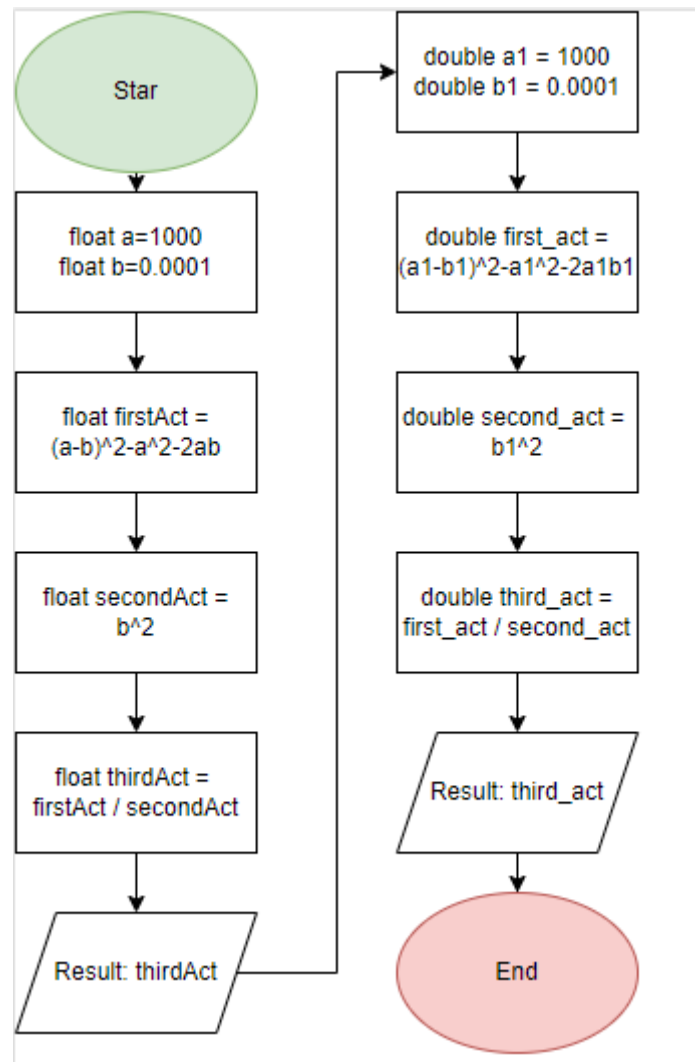 Star
float a=1000
float b=0.0001
float firstAct =
(a-b)^2-a^2-2ab
float secondAct =
b^2
float thirdAct =
firstAct / secondAct
Result: thirdAct
double a1 = 1000
double b1 = 0.0001
double first_act =
(a1-b1)^2-a1^2-2a1b1
double second_act =
b1^2
double third_act =
first_act / second_act
Result: third_act
End